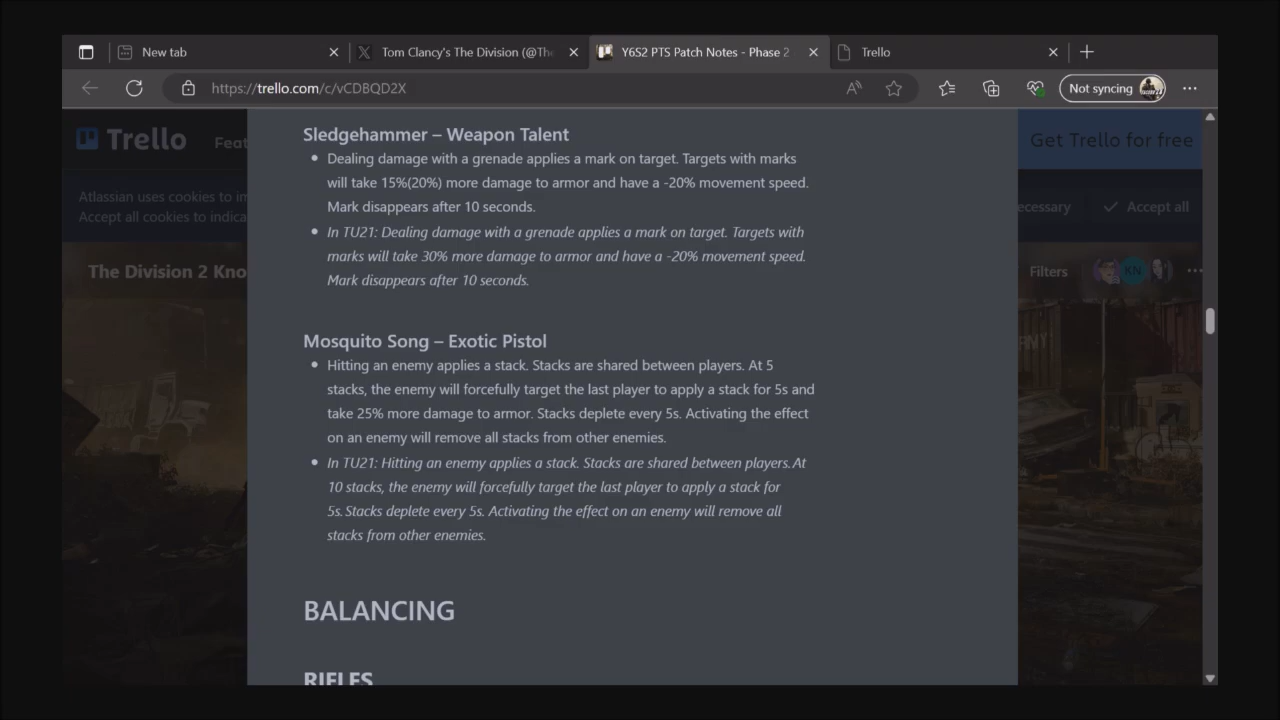 New tab
Tom Clancy's The Division (@The
Y6S2 PTS Patch Notes - Phase 2
Trello
https://trello.com/c/vCDBQD2X
Not syncing
Trello
Feat
Get Trello for free
Atlassian uses cookies to im
Accept all cookies to indica
ecessary
Accept all
The Division 2 Kno
Filters
KN
Sledgehammer – Weapon Talent
• Dealing damage with a grenade applies a mark on target. Targets with marks
will take 15%(20%) more damage to armor and have a -20% movement speed.
Mark disappears after 10 seconds.
• In TU21: Dealing damage with a grenade applies a mark on target. Targets with
marks will take 30% more damage to armor and have a -20% movement speed.
Mark disappears after 10 seconds.
Mosquito Song – Exotic Pistol
• Hitting an enemy applies a stack. Stacks are shared between players. At 5
stacks, the enemy will forcefully target the last player to apply a stack for 5s and
take 25% more damage to armor. Stacks deplete every 5s. Activating the effect
on an enemy will remove all stacks from other enemies.
• In TU21: Hitting an enemy applies a stack. Stacks are shared between players. At
10 stacks, the enemy will forcefully target the last player to apply a stack for
5s. Stacks deplete every 5s. Activating the effect on an enemy will remove all
stacks from other enemies.
BALANCING
RIFLES